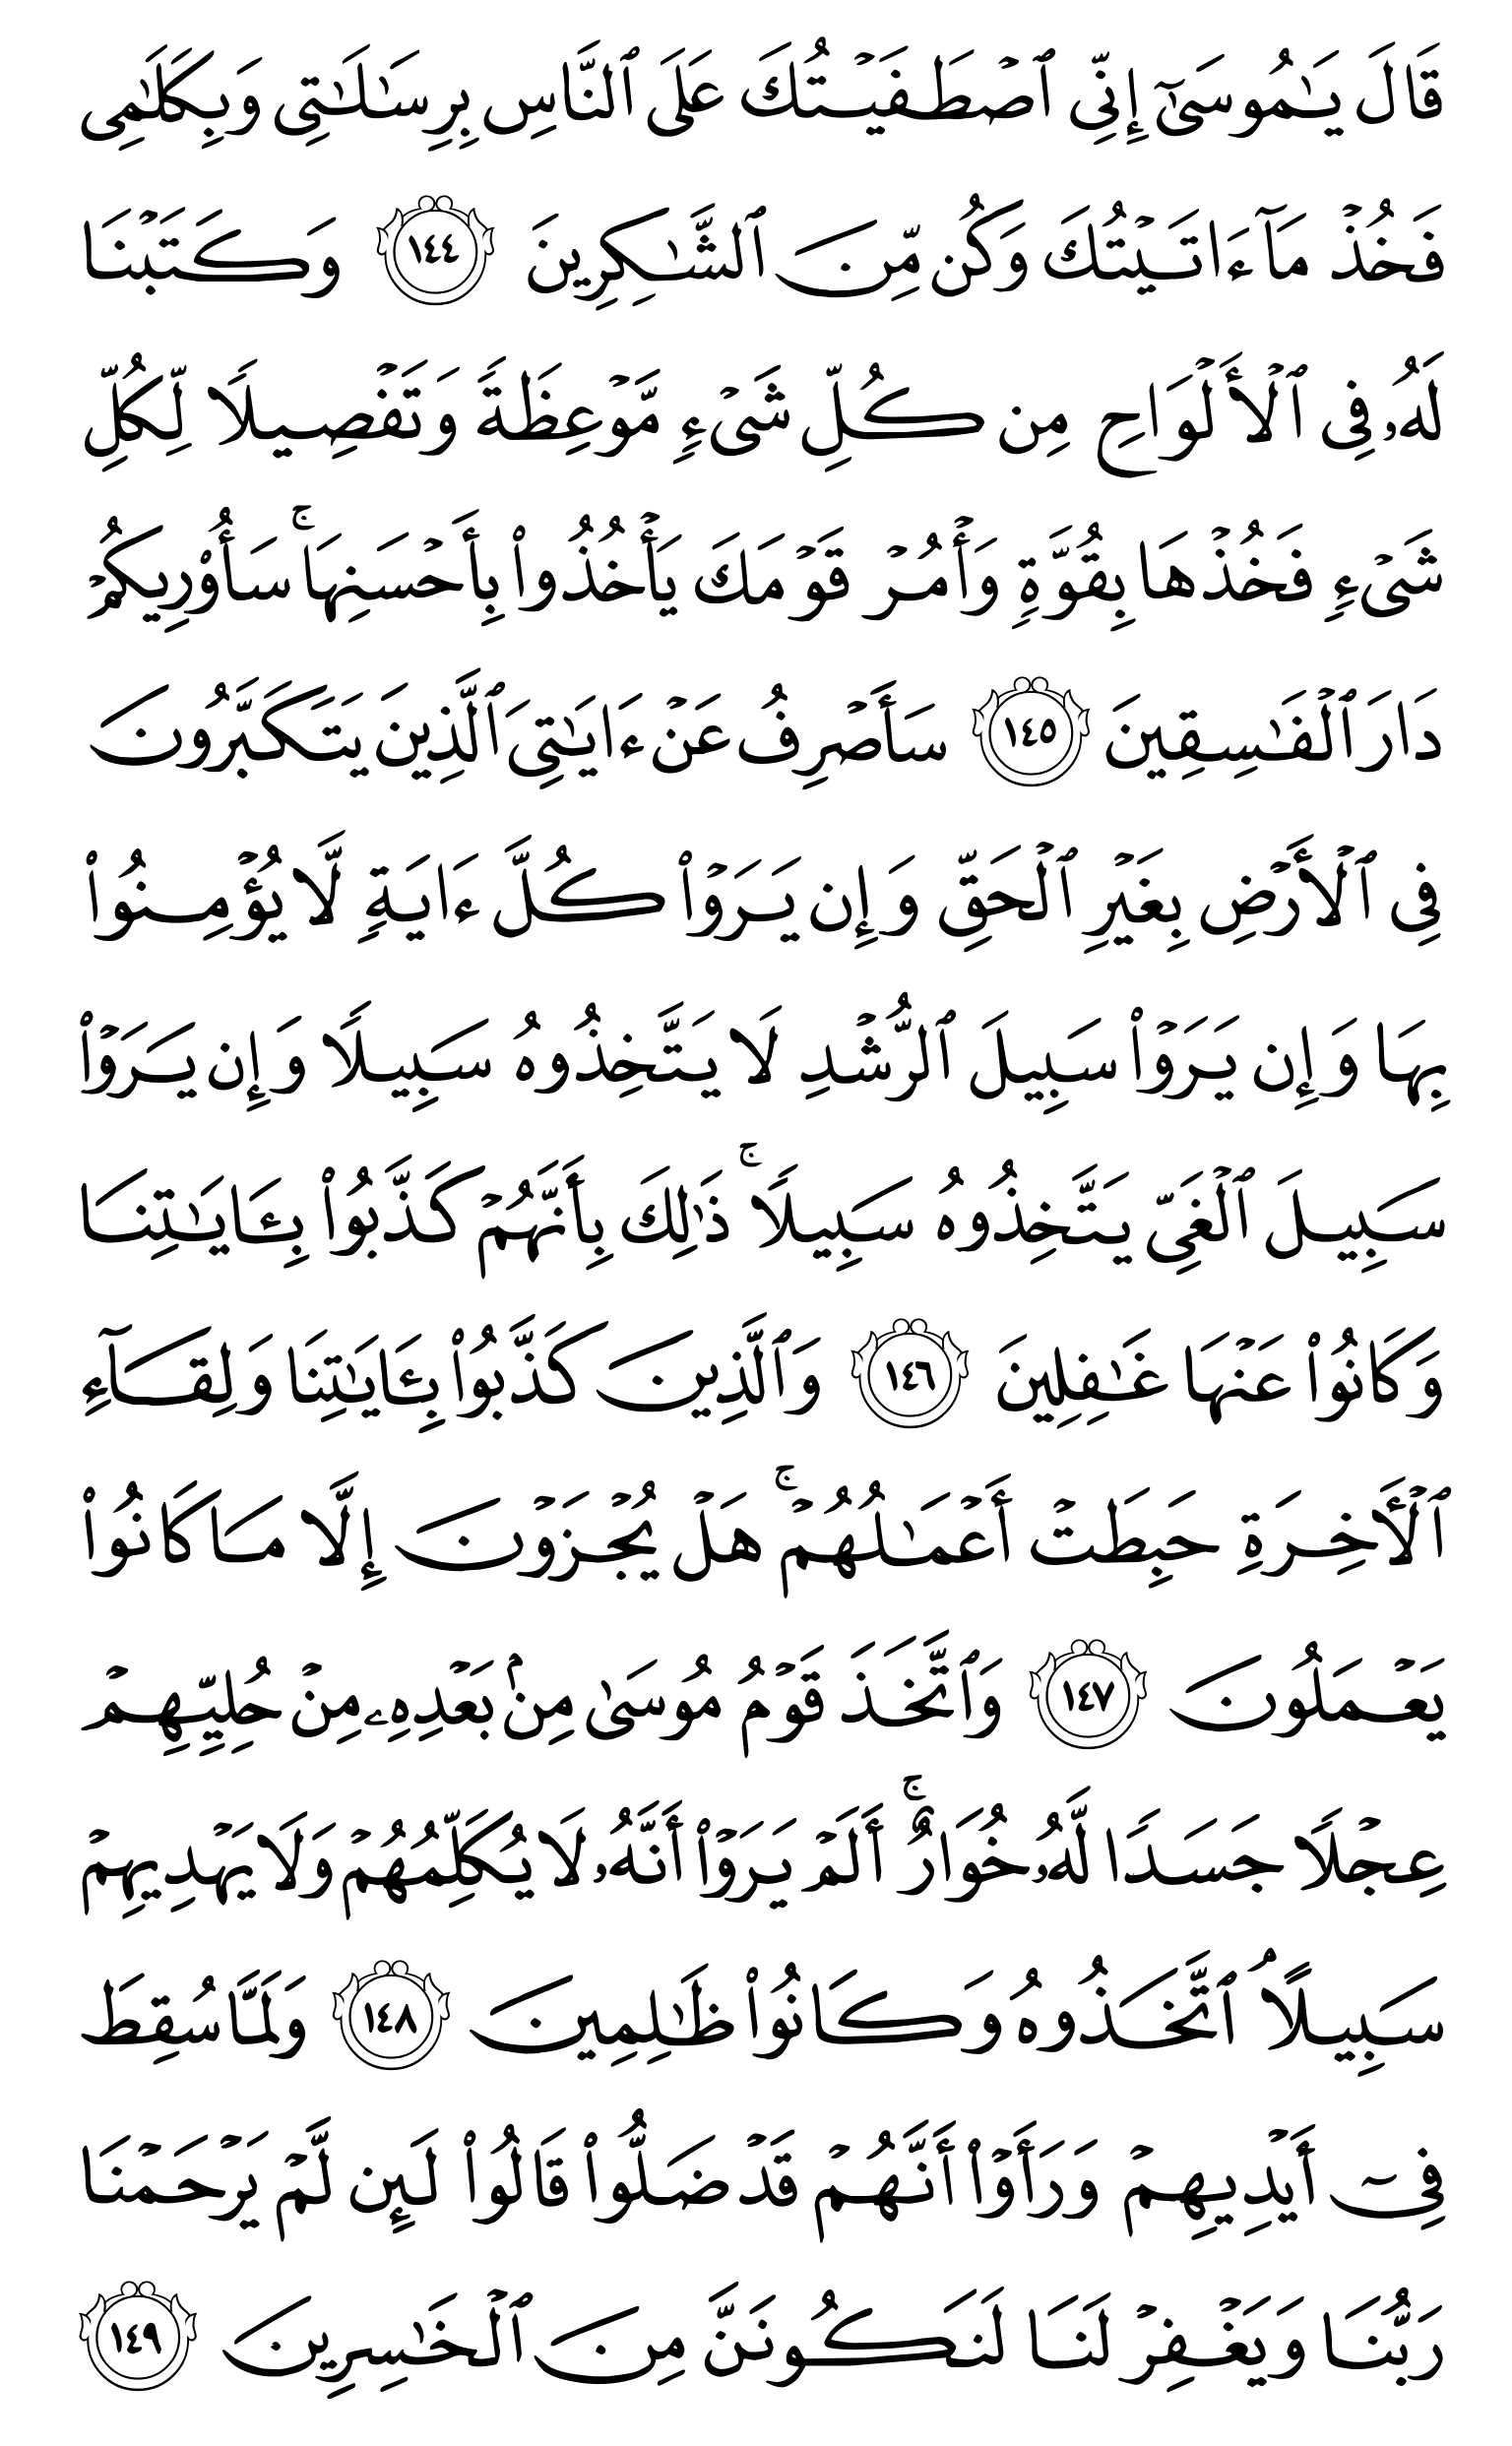 قَالَ يَٰمُوسَىٰٓ إِنِّي ٱصْطَفَيْتُكَ عَلَى ٱلنَّاسِ بِرِسَٰلَٰتِي وَبِكَلَٰمِي
فَخُذْ مَآ ءَاتَيْتُكَ وَكُن مِّنَ ٱلشَّٰكِرِينَ ١٤٤ وَكَتَبْنَا
لَهُۥ فِي ٱلْأَلْوَاحِ مِن كُلِّ شَيْءٍ مَّوْعِظَةً وَتَفْصِيلًا لِّكُلِّ
شَيْءٍ فَخُذْهَا بِقُوَّةٍ وَأْمُرْ قَوْمَكَ يَأْخُذُوا۟ بِأَحْسَنِهَا ۚ سَأُو۟رِيكُمْ
دَارَ ٱلْفَٰسِقِينَ ١٤٥ سَأَصْرِفُ عَنْ ءَايَٰتِيَ ٱلَّذِينَ يَتَكَبَّرُونَ
فِي ٱلْأَرْضِ بِغَيْرِ ٱلْحَقِّ وَإِن يَرَوْا۟ كُلَّ ءَايَةٍ لَّا يُؤْمِنُوا۟
بِهَا وَإِن يَرَوْا۟ سَبِيلَ ٱلرُّشْدِ لَا يَتَّخِذُوهُ سَبِيلًا وَإِن يَرَوْا۟
سَبِيلَ ٱلْغَيِّ يَتَّخِذُوهُ سَبِيلًا ۚ ذَٰلِكَ بِأَنَّهُمْ كَذَّبُوا۟ بِـَٔايَٰتِنَا
وَكَانُوا۟ عَنْهَا غَٰفِلِينَ ١٤٦ وَٱلَّذِينَ كَذَّبُوا۟ بِـَٔايَٰتِنَا وَلِقَآءِ
ٱلْأَخِرَةِ حَبِطَتْ أَعْمَٰلُهُمْ ۚ هَلْ يُجْزَوْنَ إِلَّا مَا كَانُوا۟
يَعْمَلُونَ ١٤٧ وَٱتَّخَذَ قَوْمُ مُوسَىٰ مِنۢ بَعْدِهِۦ مِنْ حُلِيِّهِمْ
عِجْلًا جَسَدًا لَّهُۥ خُوَارٌ ۚ أَلَمْ يَرَوْا۟ أَنَّهُۥ لَا يُكَلِّمُهُمْ وَلَا يَهْدِيهِمْ
سَبِيلًا ٱتَّخَذُوهُ وَكَانُوا۟ ظَٰلِمِينَ ١٤٨ وَلَمَّا سُقِطَ
فِيٓ أَيْدِيهِمْ وَرَأَوْا۟ أَنَّهُمْ قَدْ ضَلُّوا۟ قَالُوا۟ لَئِن لَّمْ يَرْحَمْنَا
رَبُّنَا وَيَغْفِرْ لَنَا لَنَكُونَنَّ مِنَ ٱلْخَٰسِرِينَ ١٤٩